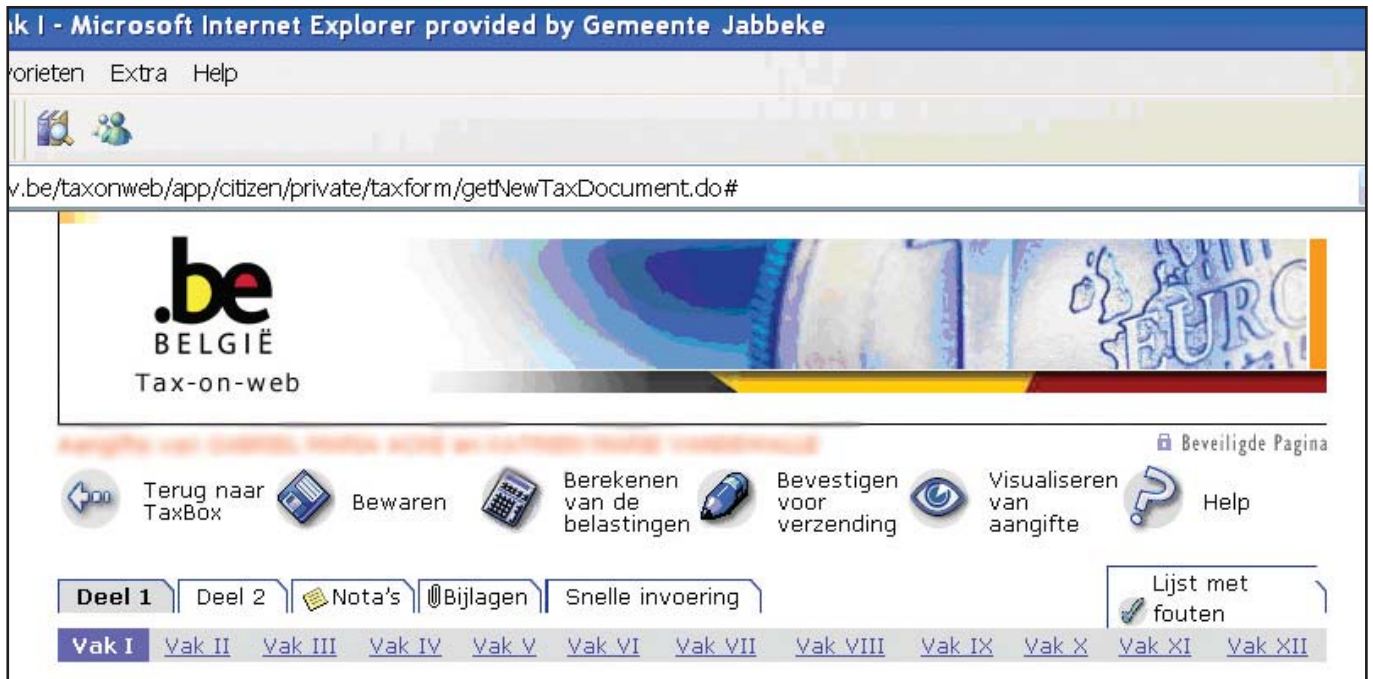 ak I - Microsoft Internet Explorer provided by Gemeente Jabbeke
vorieten Extra Help
v.be/taxonweb/app/citizen/private/taxform/getNewTaxDocument.do#
.be
BELGIË
Tax-on-web
EURO
Beveiligde Pagina
Terug naar TaxBox
Bewaren
Berekenen van de belastingen
Bevestigen voor verzending
Visualiseren van aangifte
Help
Deel 1 Deel 2 Nota's Bijlagen Snelle invoering Lijst met fouten
Vak I Vak II Vak III Vak IV Vak V Vak VI Vak VII Vak VIII Vak IX Vak X Vak XI Vak XII